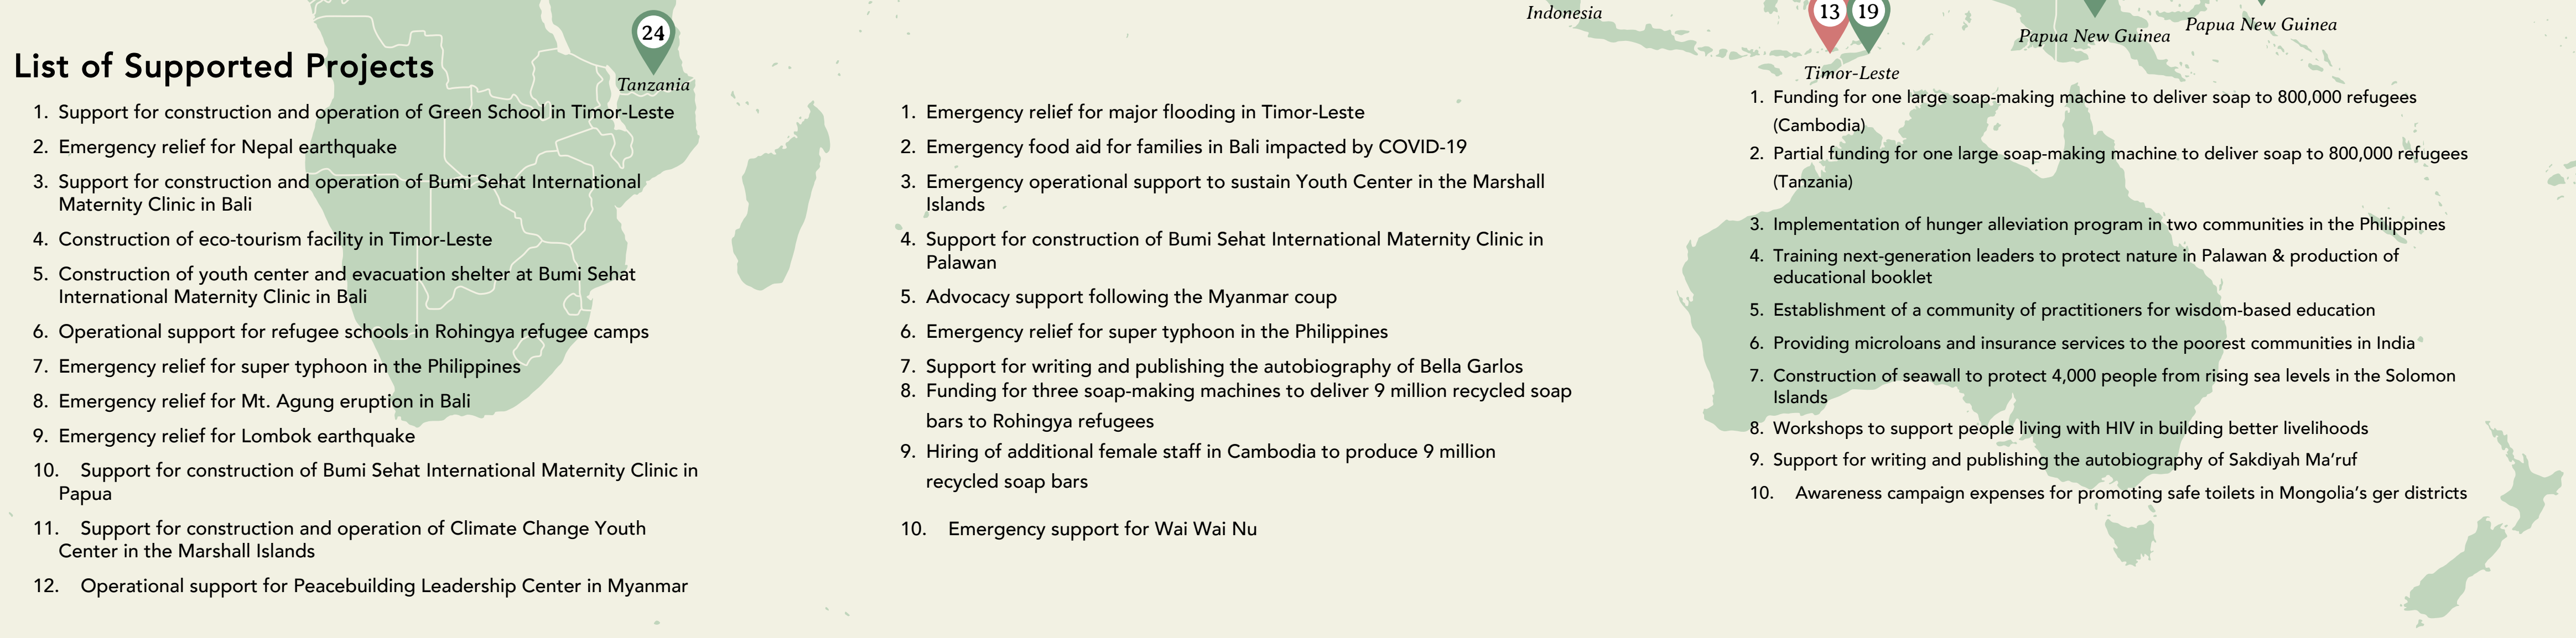 24
Tanzania
Indonesia
13
19
Timor-Leste
Papua New Guinea
Papua New Guinea
List of Supported Projects
1. Support for construction and operation of Green School in Timor-Leste
2. Emergency relief for Nepal earthquake
3. Support for construction and operation of Bumi Sehat International
Maternity Clinic in Bali
4. Construction of eco-tourism facility in Timor-Leste
5. Construction of youth center and evacuation shelter at Bumi Sehat
International Maternity Clinic in Bali
6. Operational support for refugee schools in Rohingya refugee camps
7. Emergency relief for super typhoon in the Philippines
8. Emergency relief for Mt. Agung eruption in Bali
9. Emergency relief for Lombok earthquake
10. Support for construction of Bumi Sehat International Maternity Clinic in
Papua
11. Support for construction and operation of Climate Change Youth
Center in the Marshall Islands
12. Operational support for Peacebuilding Leadership Center in Myanmar
1. Emergency relief for major flooding in Timor-Leste
2. Emergency food aid for families in Bali impacted by COVID-19
3. Emergency operational support to sustain Youth Center in the Marshall
Islands
4. Support for construction of Bumi Sehat International Maternity Clinic in
Palawan
5. Advocacy support following the Myanmar coup
6. Emergency relief for super typhoon in the Philippines
7. Support for writing and publishing the autobiography of Bella Garlos
8. Funding for three soap-making machines to deliver 9 million recycled soap
bars to Rohingya refugees
9. Hiring of additional female staff in Cambodia to produce 9 million
recycled soap bars
10. Emergency support for Wai Wai Nu
1. Funding for one large soap-making machine to deliver soap to 800,000 refugees
(Cambodia)
2. Partial funding for one large soap-making machine to deliver soap to 800,000 refugees
(Tanzania)
3. Implementation of hunger alleviation program in two communities in the Philippines
4. Training next-generation leaders to protect nature in Palawan & production of
educational booklet
5. Establishment of a community of practitioners for wisdom-based education
6. Providing microloans and insurance services to the poorest communities in India
7. Construction of seawall to protect 4,000 people from rising sea levels in the Solomon
Islands
8. Workshops to support people living with HIV in building better livelihoods
9. Support for writing and publishing the autobiography of Sakdiyah Ma’ruf
10. Awareness campaign expenses for promoting safe toilets in Mongolia’s ger districts